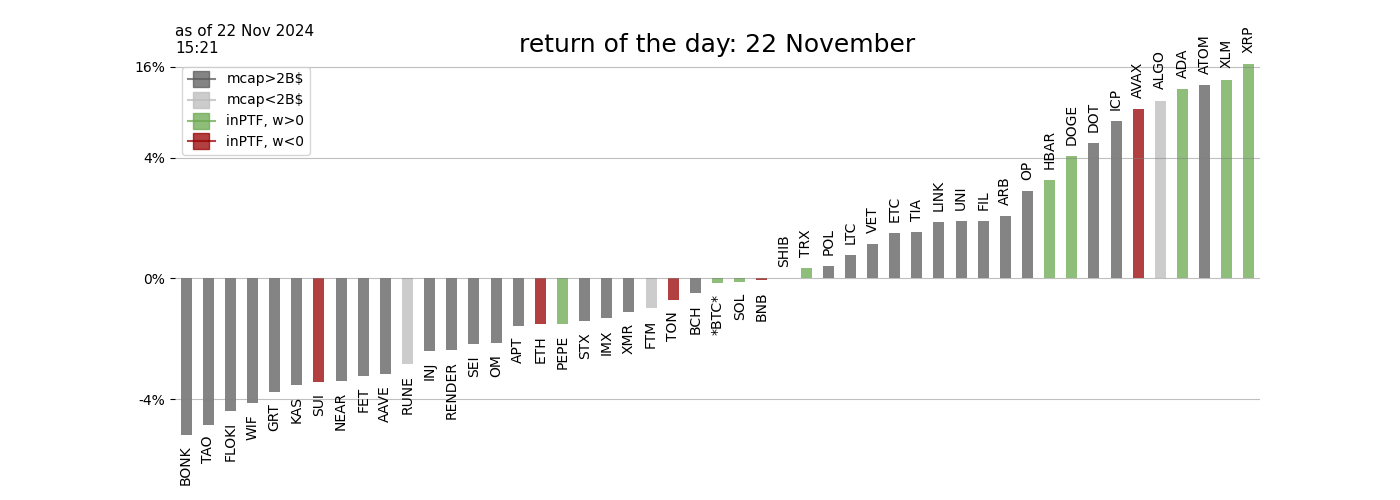 as of 22 Nov 2024
15:21
return of the day: 22 November
16%
4%
0%
-4%
mcap>2B$
mcap<2B$
inPTF, w>0
inPTF, w<0
BONK
TAO
FLOKI
WIF
GRT
KAS
SUI
NEAR
FET
AAVE
RUNE
INJ
RENDER
SEI
OM
APT
ETH
PEPE
STX
IMX
XMR
FTM
TON
BCH
*BTC*
SOL
BNB
SHIB
TRX
POL
LTC
VET
ETC
TIA
LINK
UNI
FIL
ARB
OP
HBAR
DOGE
DOT
ICP
AVAX
ALGO
ADA
ATOM
XLM
XRP